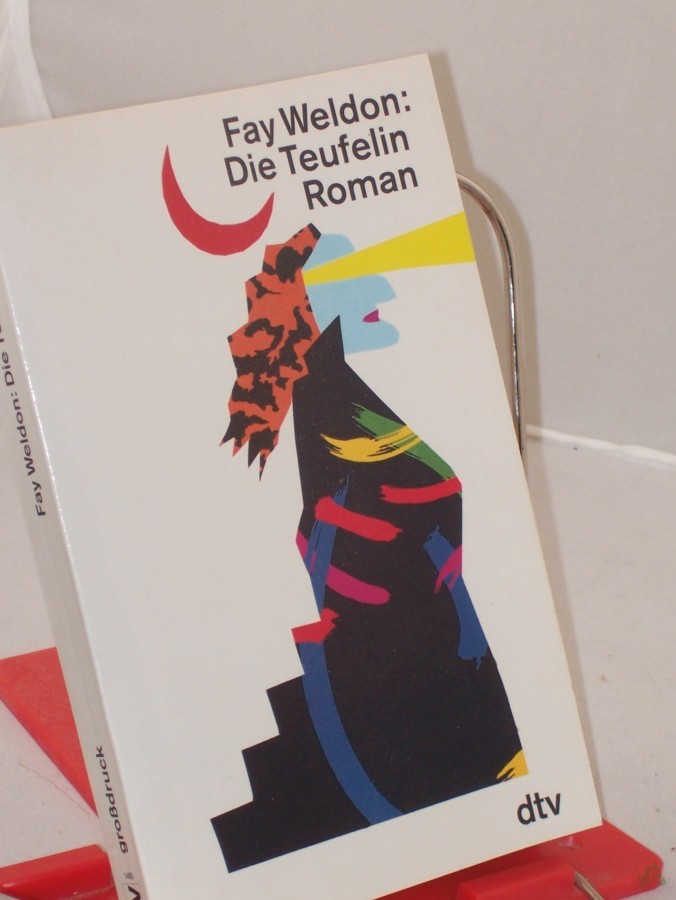 Fay Weldon:
Die Teufelin
Roman
dtv
Fay Weldon: Die Te
großdruck